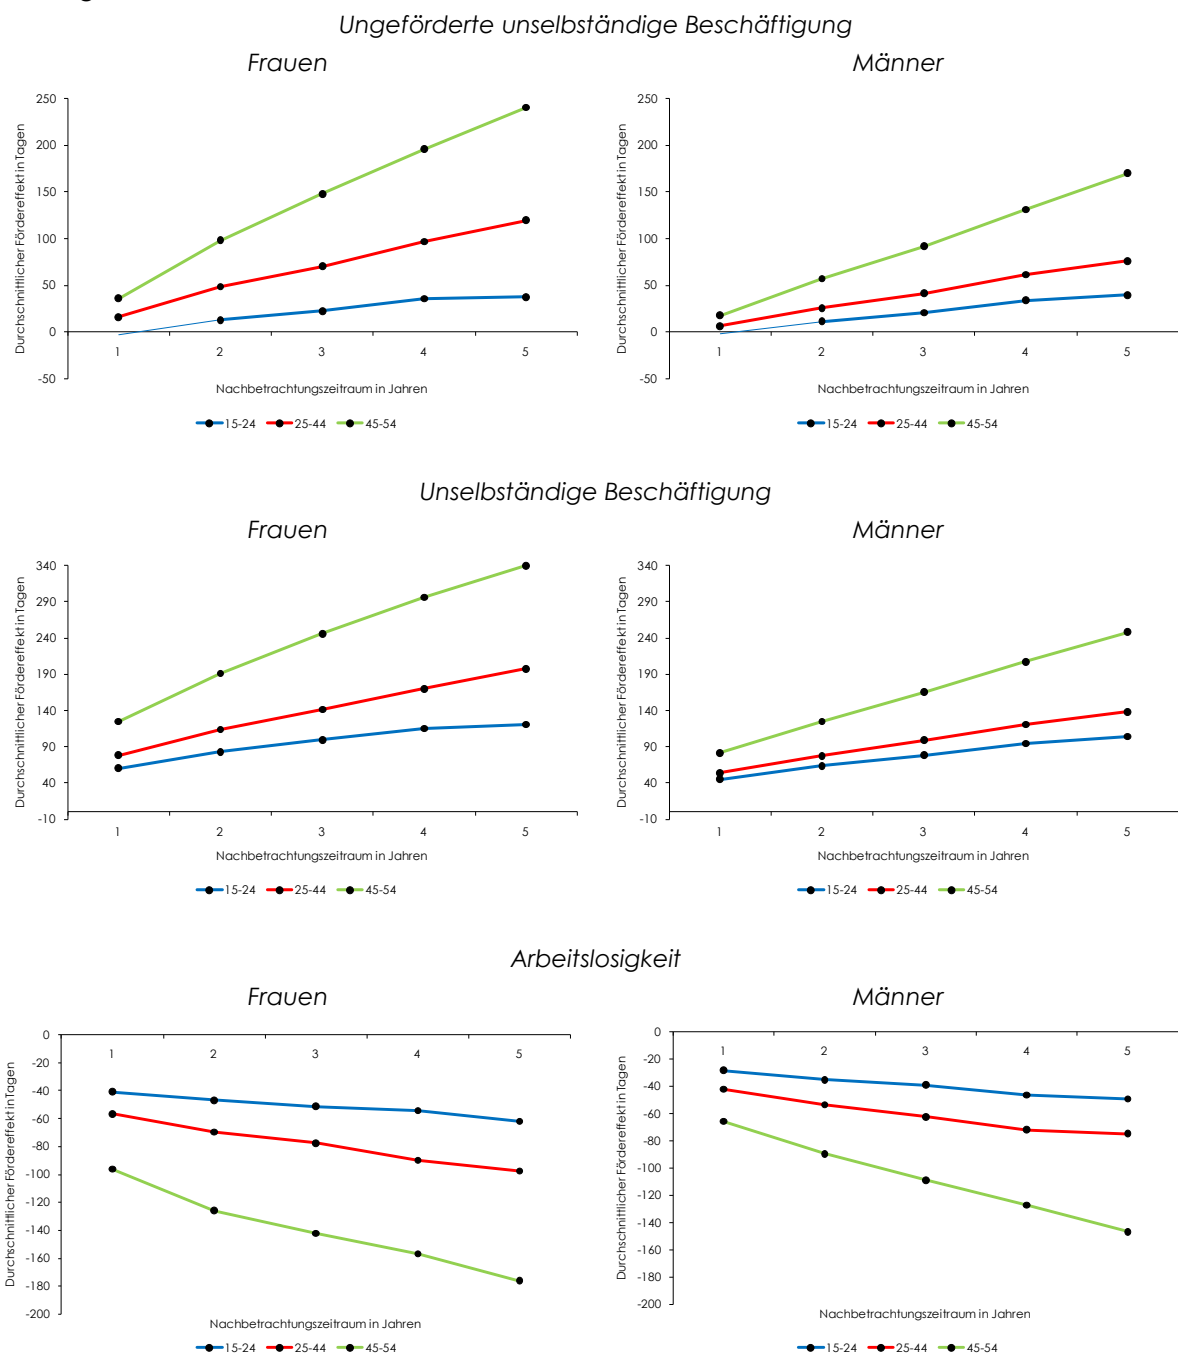 Ungeförderte unselbständige Beschäftigung
Frauen
Männer
Durchschnittlicher Fördereffekt in Tagen
250
200
150
100
50
0
-50
1 2 3 4 5
Nachbetrachtungszeitraum in Jahren
15-24 25-44 45-54
Durchschnittlicher Fördereffekt in Tagen
250
200
150
100
50
0
-50
1 2 3 4 5
Nachbetrachtungszeitraum in Jahren
15-24 25-44 45-54
Unselbständige Beschäftigung
Frauen
Männer
Durchschnittlicher Fördereffekt in Tagen
340
290
240
190
140
90
40
-10
1 2 3 4 5
Nachbetrachtungszeitraum in Jahren
15-24 25-44 45-54
Durchschnittlicher Fördereffekt in Tagen
340
290
240
190
140
90
40
-10
1 2 3 4 5
Nachbetrachtungszeitraum in Jahren
15-24 25-44 45-54
Arbeitslosigkeit
Frauen
Männer
Durchschnittlicher Fördereffekt in Tagen
0
-20
-40
-60
-80
-100
-120
-140
-160
-180
-200
1 2 3 4 5
Nachbetrachtungszeitraum in Jahren
15-24 25-44 45-54
Durchschnittlicher Fördereffekt in Tagen
0
-20
-40
-60
-80
-100
-120
-140
-160
-180
-200
1 2 3 4 5
Nachbetrachtungszeitraum in Jahren
15-24 25-44 45-54